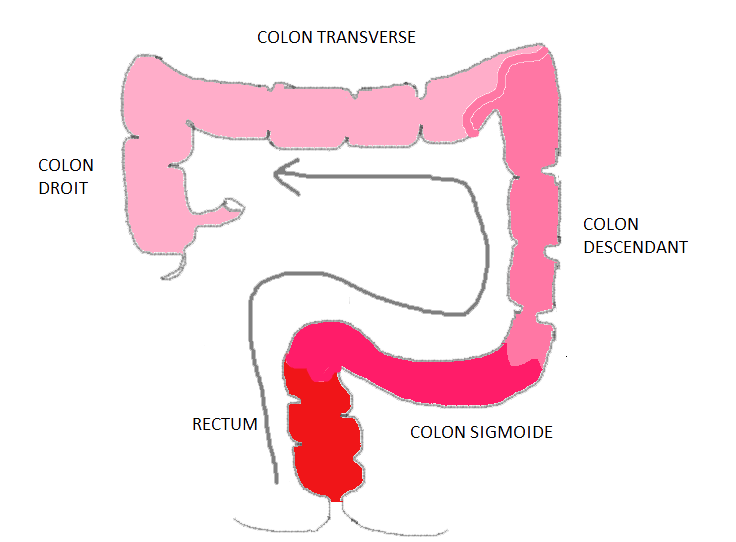 COLON TRANSVERSE
COLON
DROIT
COLON
DESCENDANT
RECTUM
COLON SIGMOIDE